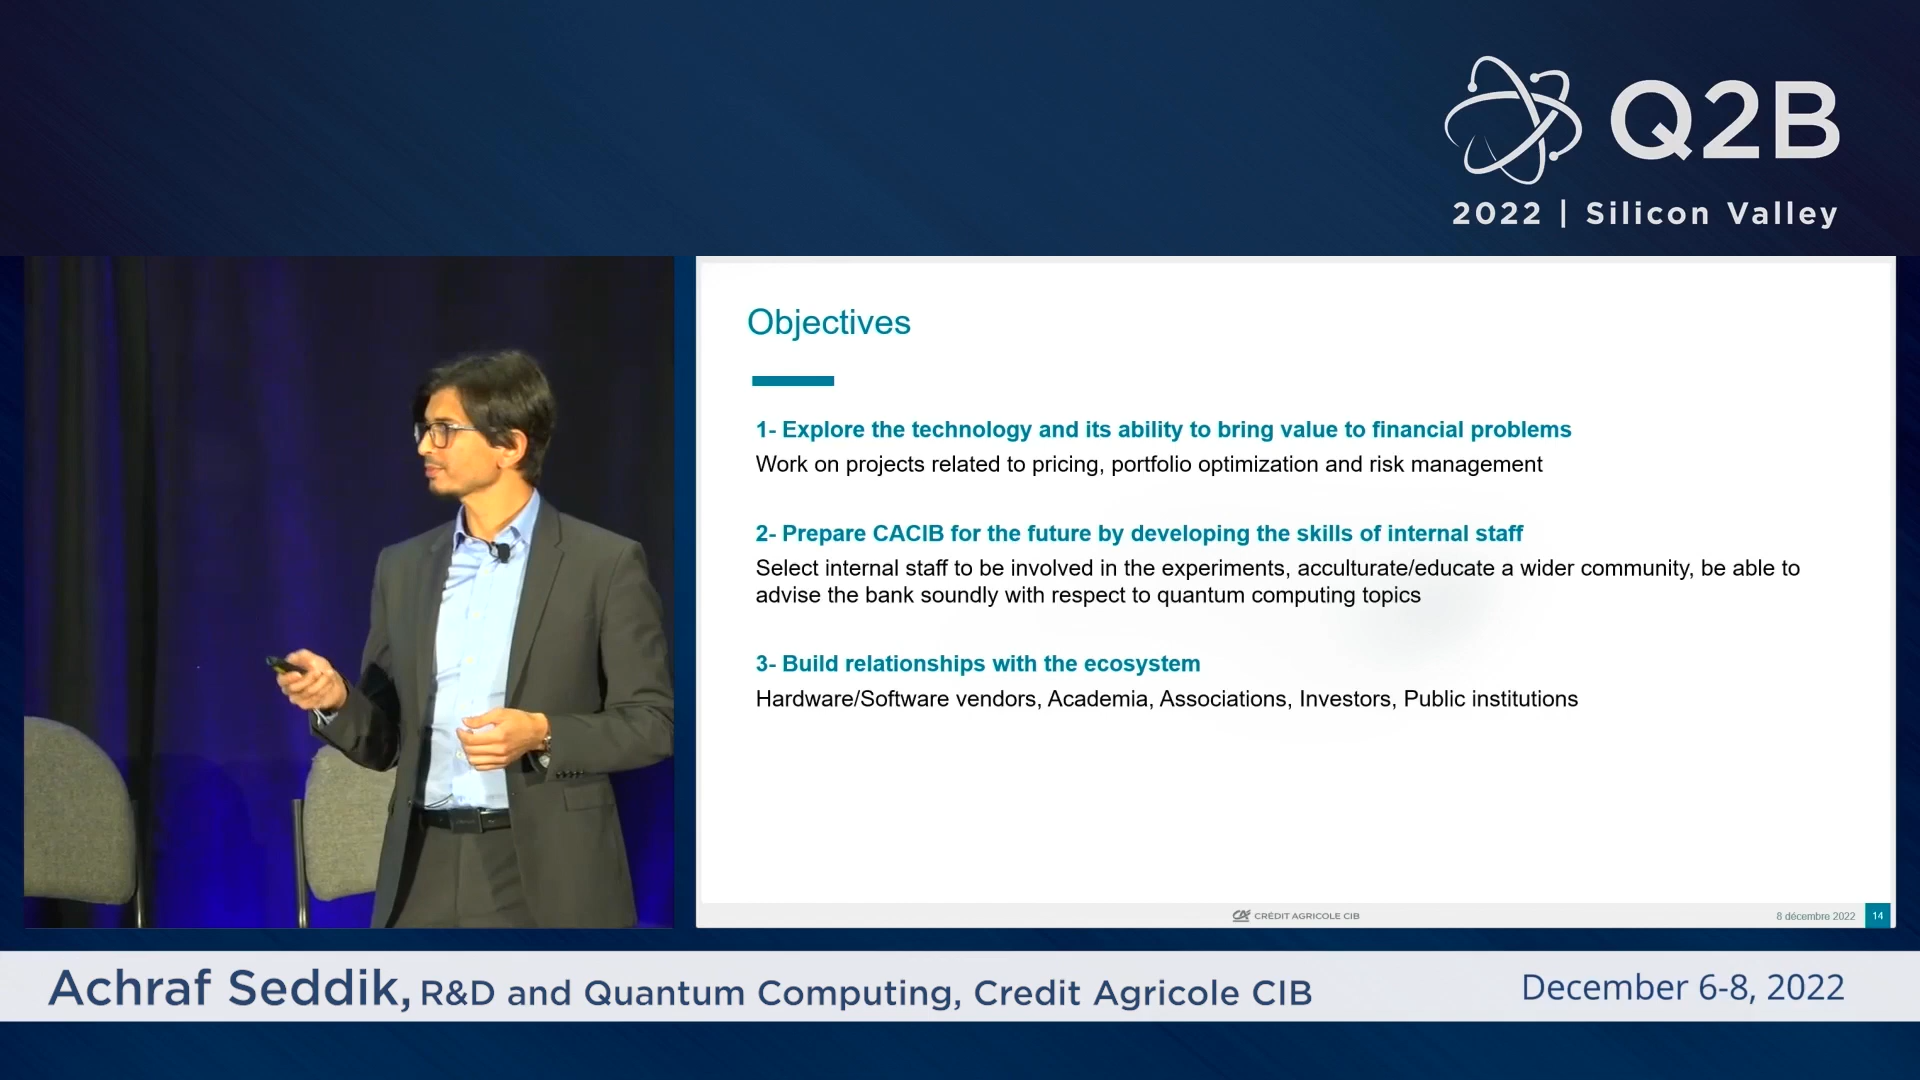 Q2B
2022 | Silicon Valley
Objectives
1- Explore the technology and its ability to bring value to financial problems
Work on projects related to pricing, portfolio optimization and risk management
2- Prepare CACIB for the future by developing the skills of internal staff
Select internal staff to be involved in the experiments, acculturate/educate a wider community, be able to
advise the bank soundly with respect to quantum computing topics
3- Build relationships with the ecosystem
Hardware/Software vendors, Academia, Associations, Investors, Public institutions
CRÉDIT AGRICOLE CIB
8 décembre 2022
14
Achraf Seddik, R&D and Quantum Computing, Credit Agricole CIB
December 6-8, 2022